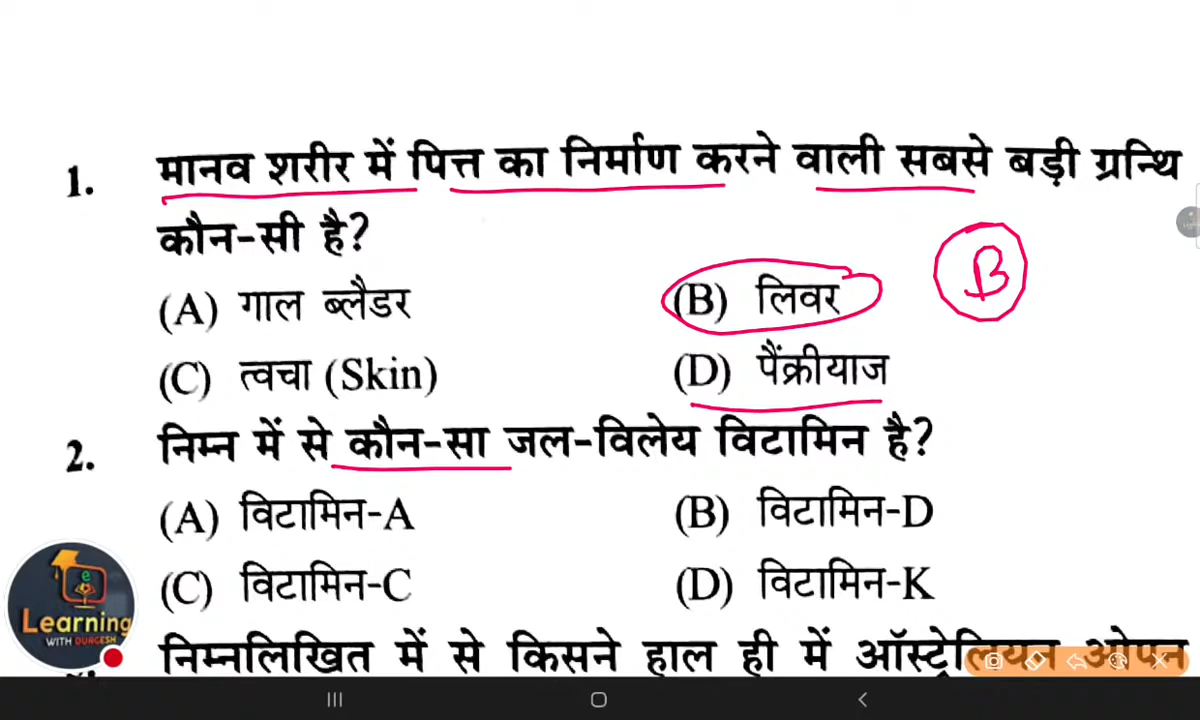 1. मानव शरीर में पित्त का निर्माण करने वाली सबसे बड़ी ग्रन्थि
कौन-सी है?
(A) गाल ब्लैडर (B) लिवर
B
(C) त्वचा (Skin) (D) पैंक्रीयाज
2. निम्न में से कौन-सा जल-विलेय विटामिन है?
(A) विटामिन-A (B) विटामिन-D
(C) विटामिन-C (D) विटामिन-K
e
Learning
WITH DURGESH
निम्नलिखित में से किसने हाल ही में ऑस्ट्रेलियन ओपन